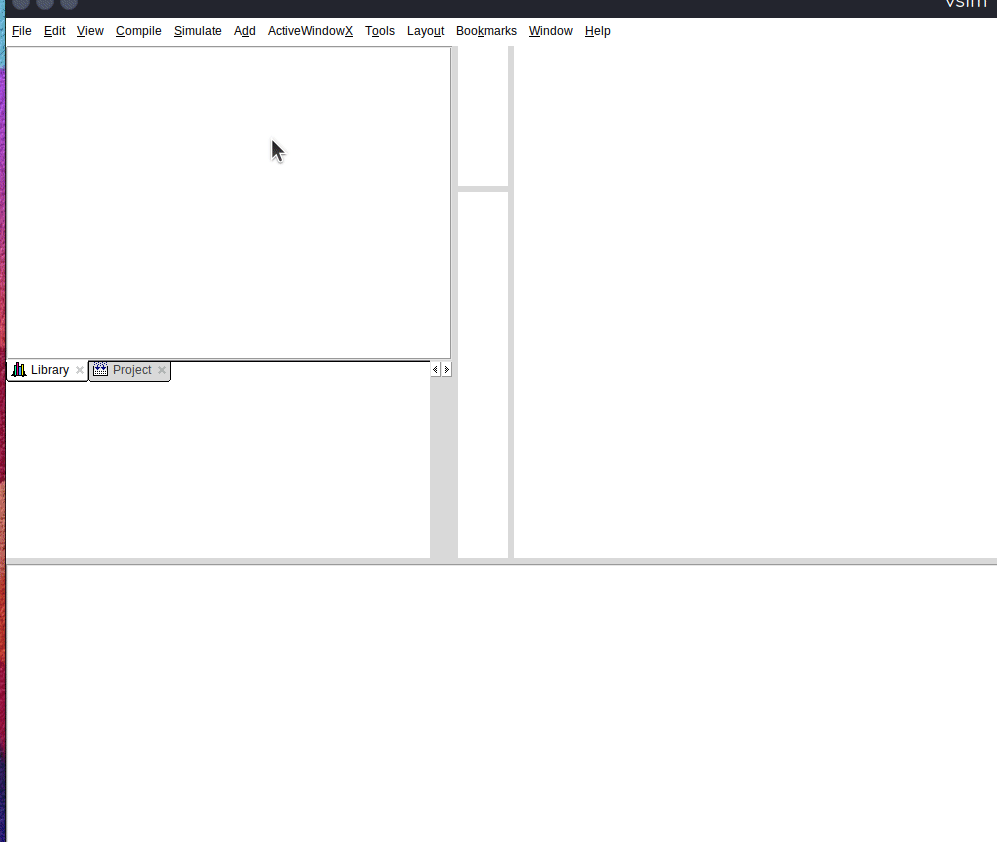 vsim
File Edit View Compile Simulate Add ActiveWindowX Tools Layout Bookmarks Window Help
Library Project